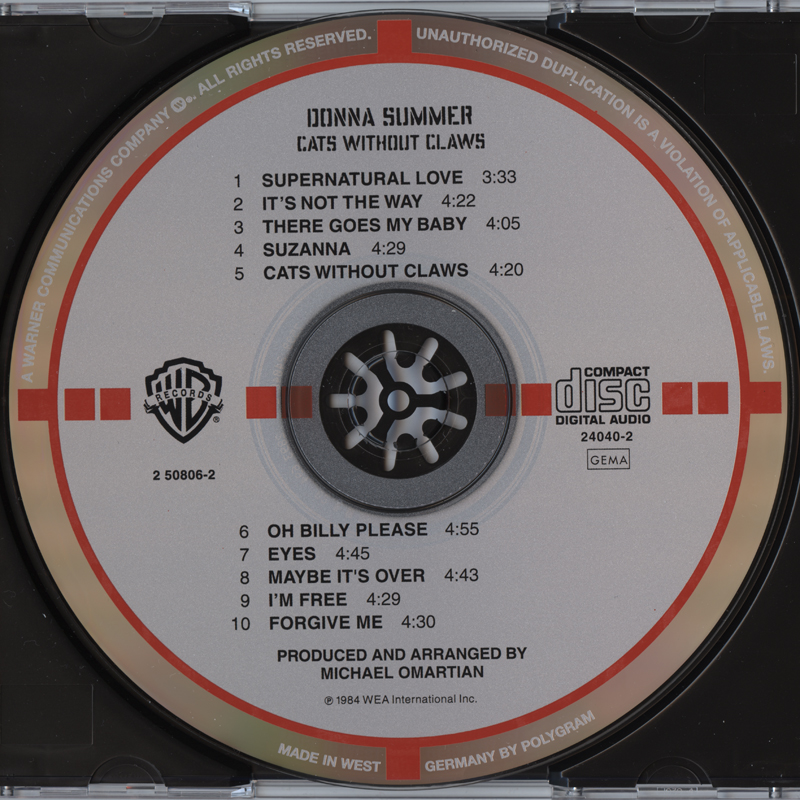 A WARNER COMMUNICATIONS COMPANY W®. ALL RIGHTS RESERVED.
UNAUTHORIZED DUPLICATION IS A VIOLATION OF APPLICABLE LAWS.
DONNA SUMMER
CATS WITHOUT CLAWS
1 SUPERNATURAL LOVE 3:33
2 IT'S NOT THE WAY 4:22
3 THERE GOES MY BABY 4:05
4 SUZANNA 4:29
5 CATS WITHOUT CLAWS 4:20
WB RECORDS ®
2 50806-2
COMPACT
disc
DIGITAL AUDIO
24040-2
GEMA
6 OH BILLY PLEASE 4:55
7 EYES 4:45
8 MAYBE IT'S OVER 4:43
9 I'M FREE 4:29
10 FORGIVE ME 4:30
PRODUCED AND ARRANGED BY
MICHAEL OMARTIAN
℗ 1984 WEA International Inc.
MADE IN WEST GERMANY BY POLYGRAM